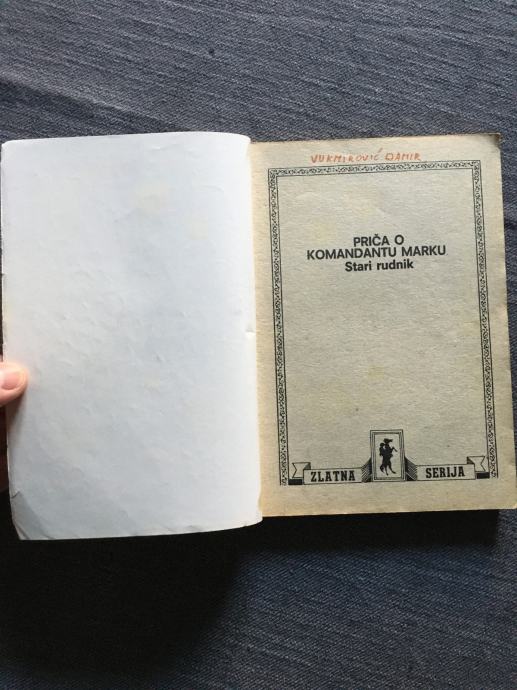 VUKMIROVIĆ DAMIR
PRIČA O
KOMANDANTU MARKU
Stari rudnik
ZLATNA SERIJA